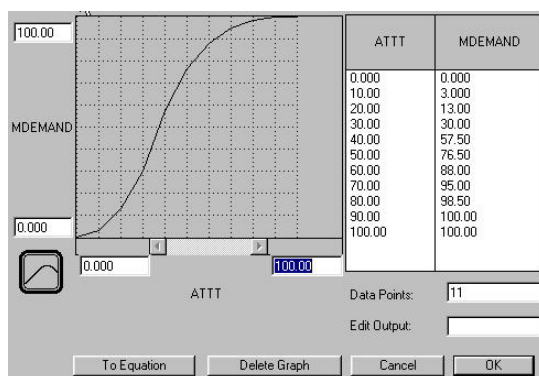 100.00
MDEMAND
0.000
0.000
100.00
ATTT
ATTT MDEMAND
0.000 0.000
10.00 3.000
20.00 13.00
30.00 30.00
40.00 57.50
50.00 76.50
60.00 88.00
70.00 95.00
80.00 98.50
90.00 100.00
100.00 100.00
Data Points: 11
Edit Output:
To Equation Delete Graph Cancel OK